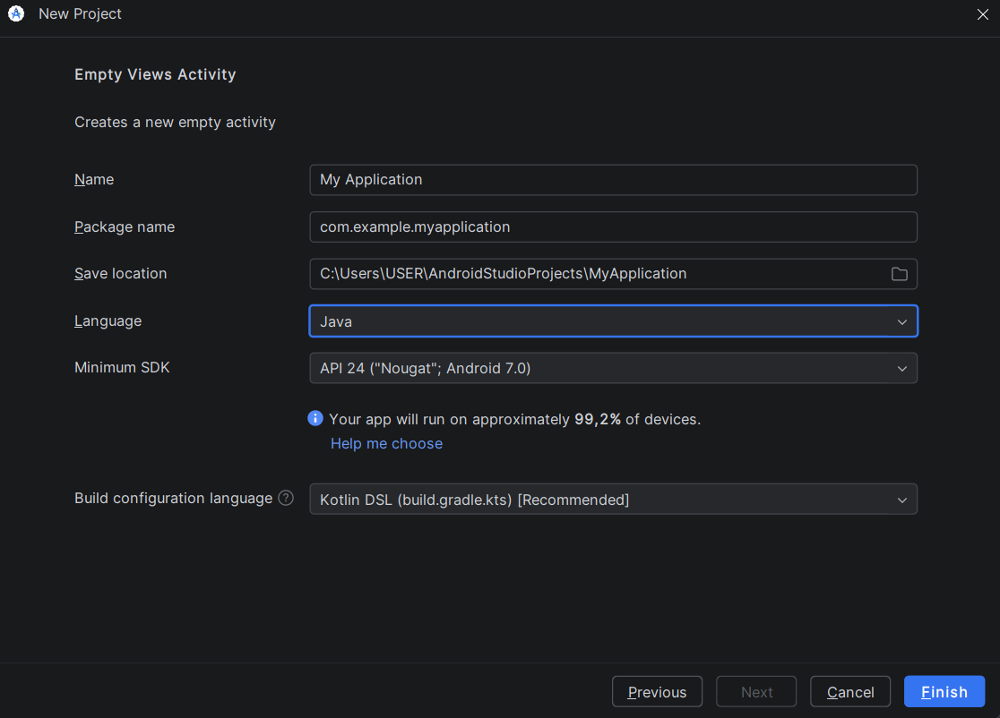 New Project
Empty Views Activity
Creates a new empty activity
Name My Application
Package name com.example.myapplication
Save location C:\Users\USER\AndroidStudioProjects\MyApplication
Language Java
Minimum SDK API 24 ("Nougat"; Android 7.0)
Your app will run on approximately 99,2% of devices.
Help me choose
Build configuration language ? Kotlin DSL (build.gradle.kts) [Recommended]
Previous Next Cancel Finish